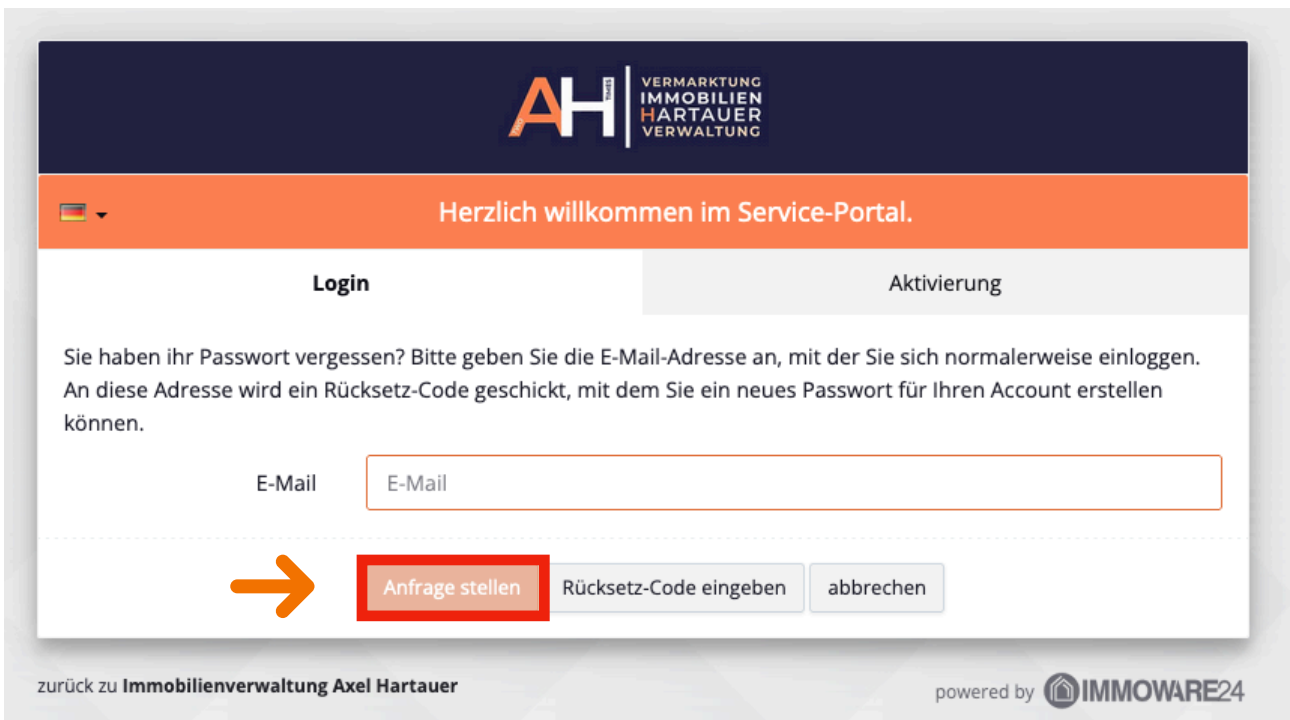 AH
TWO
TIMES
VERMARKTUNG
IMMOBILIEN
HARTAUER
VERWALTUNG
Herzlich willkommen im Service-Portal.
Login
Aktivierung
Sie haben ihr Passwort vergessen? Bitte geben Sie die E-Mail-Adresse an, mit der Sie sich normalerweise einloggen.
An diese Adresse wird ein Rücksetz-Code geschickt, mit dem Sie ein neues Passwort für Ihren Account erstellen
können.
E-Mail
E-Mail
Anfrage stellen
Rücksetz-Code eingeben
abbrechen
zurück zu Immobilienverwaltung Axel Hartauer
powered by IMMOWARE24